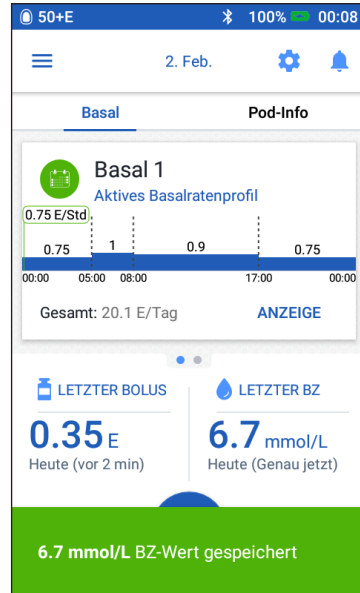 50+E 100% 00:08
2. Feb.
Basal Pod-Info
Basal 1
Aktives Basalratenprofil
0.75 E/Std
0.75 1 0.9 0.75
00:00 05:00 08:00 17:00 00:00
Gesamt: 20.1 E/Tag ANZEIGE
LETZTER BOLUS LETZTER BZ
0.35 E 6.7 mmol/L
Heute (vor 2 min) Heute (Genau jetzt)
6.7 mmol/L BZ-Wert gespeichert